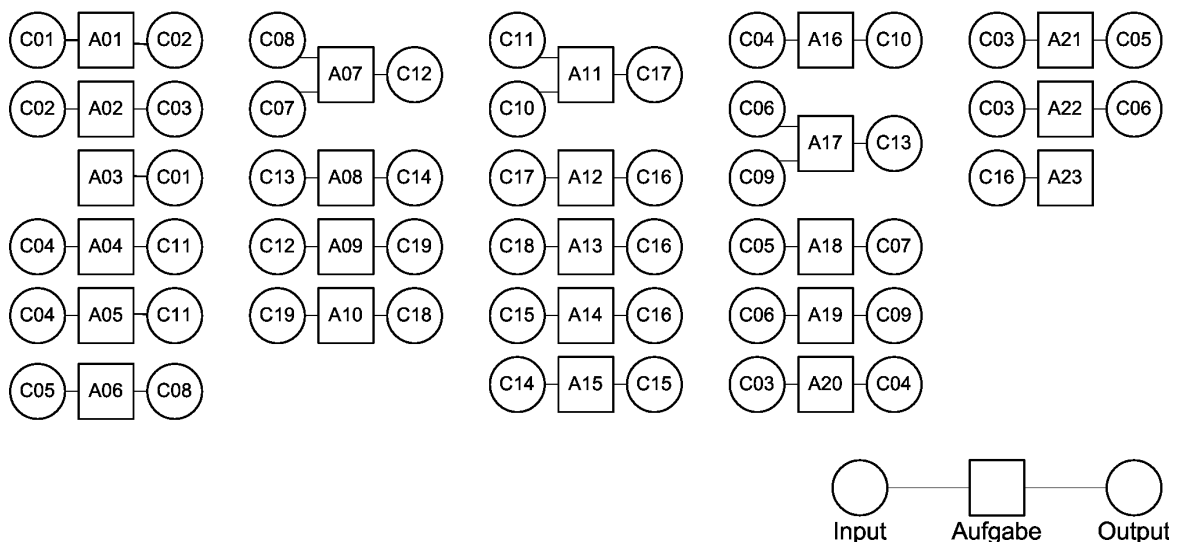 C01 A01 C02
C02 A02 C03
A03 C01
C04 A04 C11
C04 A05 C11
C05 A06 C08
C08
A07 C12
C07
C13 A08 C14
C12 A09 C19
C19 A10 C18
C11
A11 C17
C10
C17 A12 C16
C18 A13 C16
C15 A14 C16
C14 A15 C15
C04 A16 C10
C06
A17 C13
C09
C05 A18 C07
C06 A19 C09
C03 A20 C04
C03 A21 C05
C03 A22 C06
C16 A23
Input Aufgabe Output